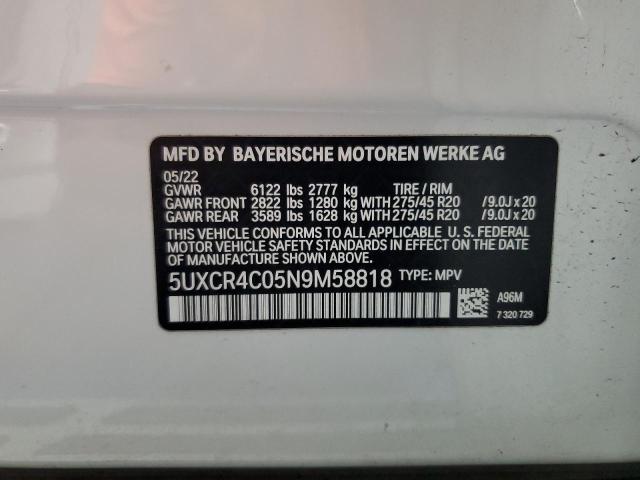 MFD BY BAYERISCHE MOTOREN WERKE AG
05/22
GVWR 6122 lbs 2777 kg TIRE / RIM
GAWR FRONT 2822 lbs 1280 kg WITH 275/45 R20 / 9.0J x 20
GAWR REAR 3589 lbs 1628 kg WITH 275/45 R20 / 9.0J x 20
THIS VEHICLE CONFORMS TO ALL APPLICABLE U. S. FEDERAL
MOTOR VEHICLE SAFETY STANDARDS IN EFFECT ON THE DATE
OF MANUFACTURE SHOWN ABOVE.
5UXCR4C05N9M58818 TYPE: MPV
A96M
7 320 729